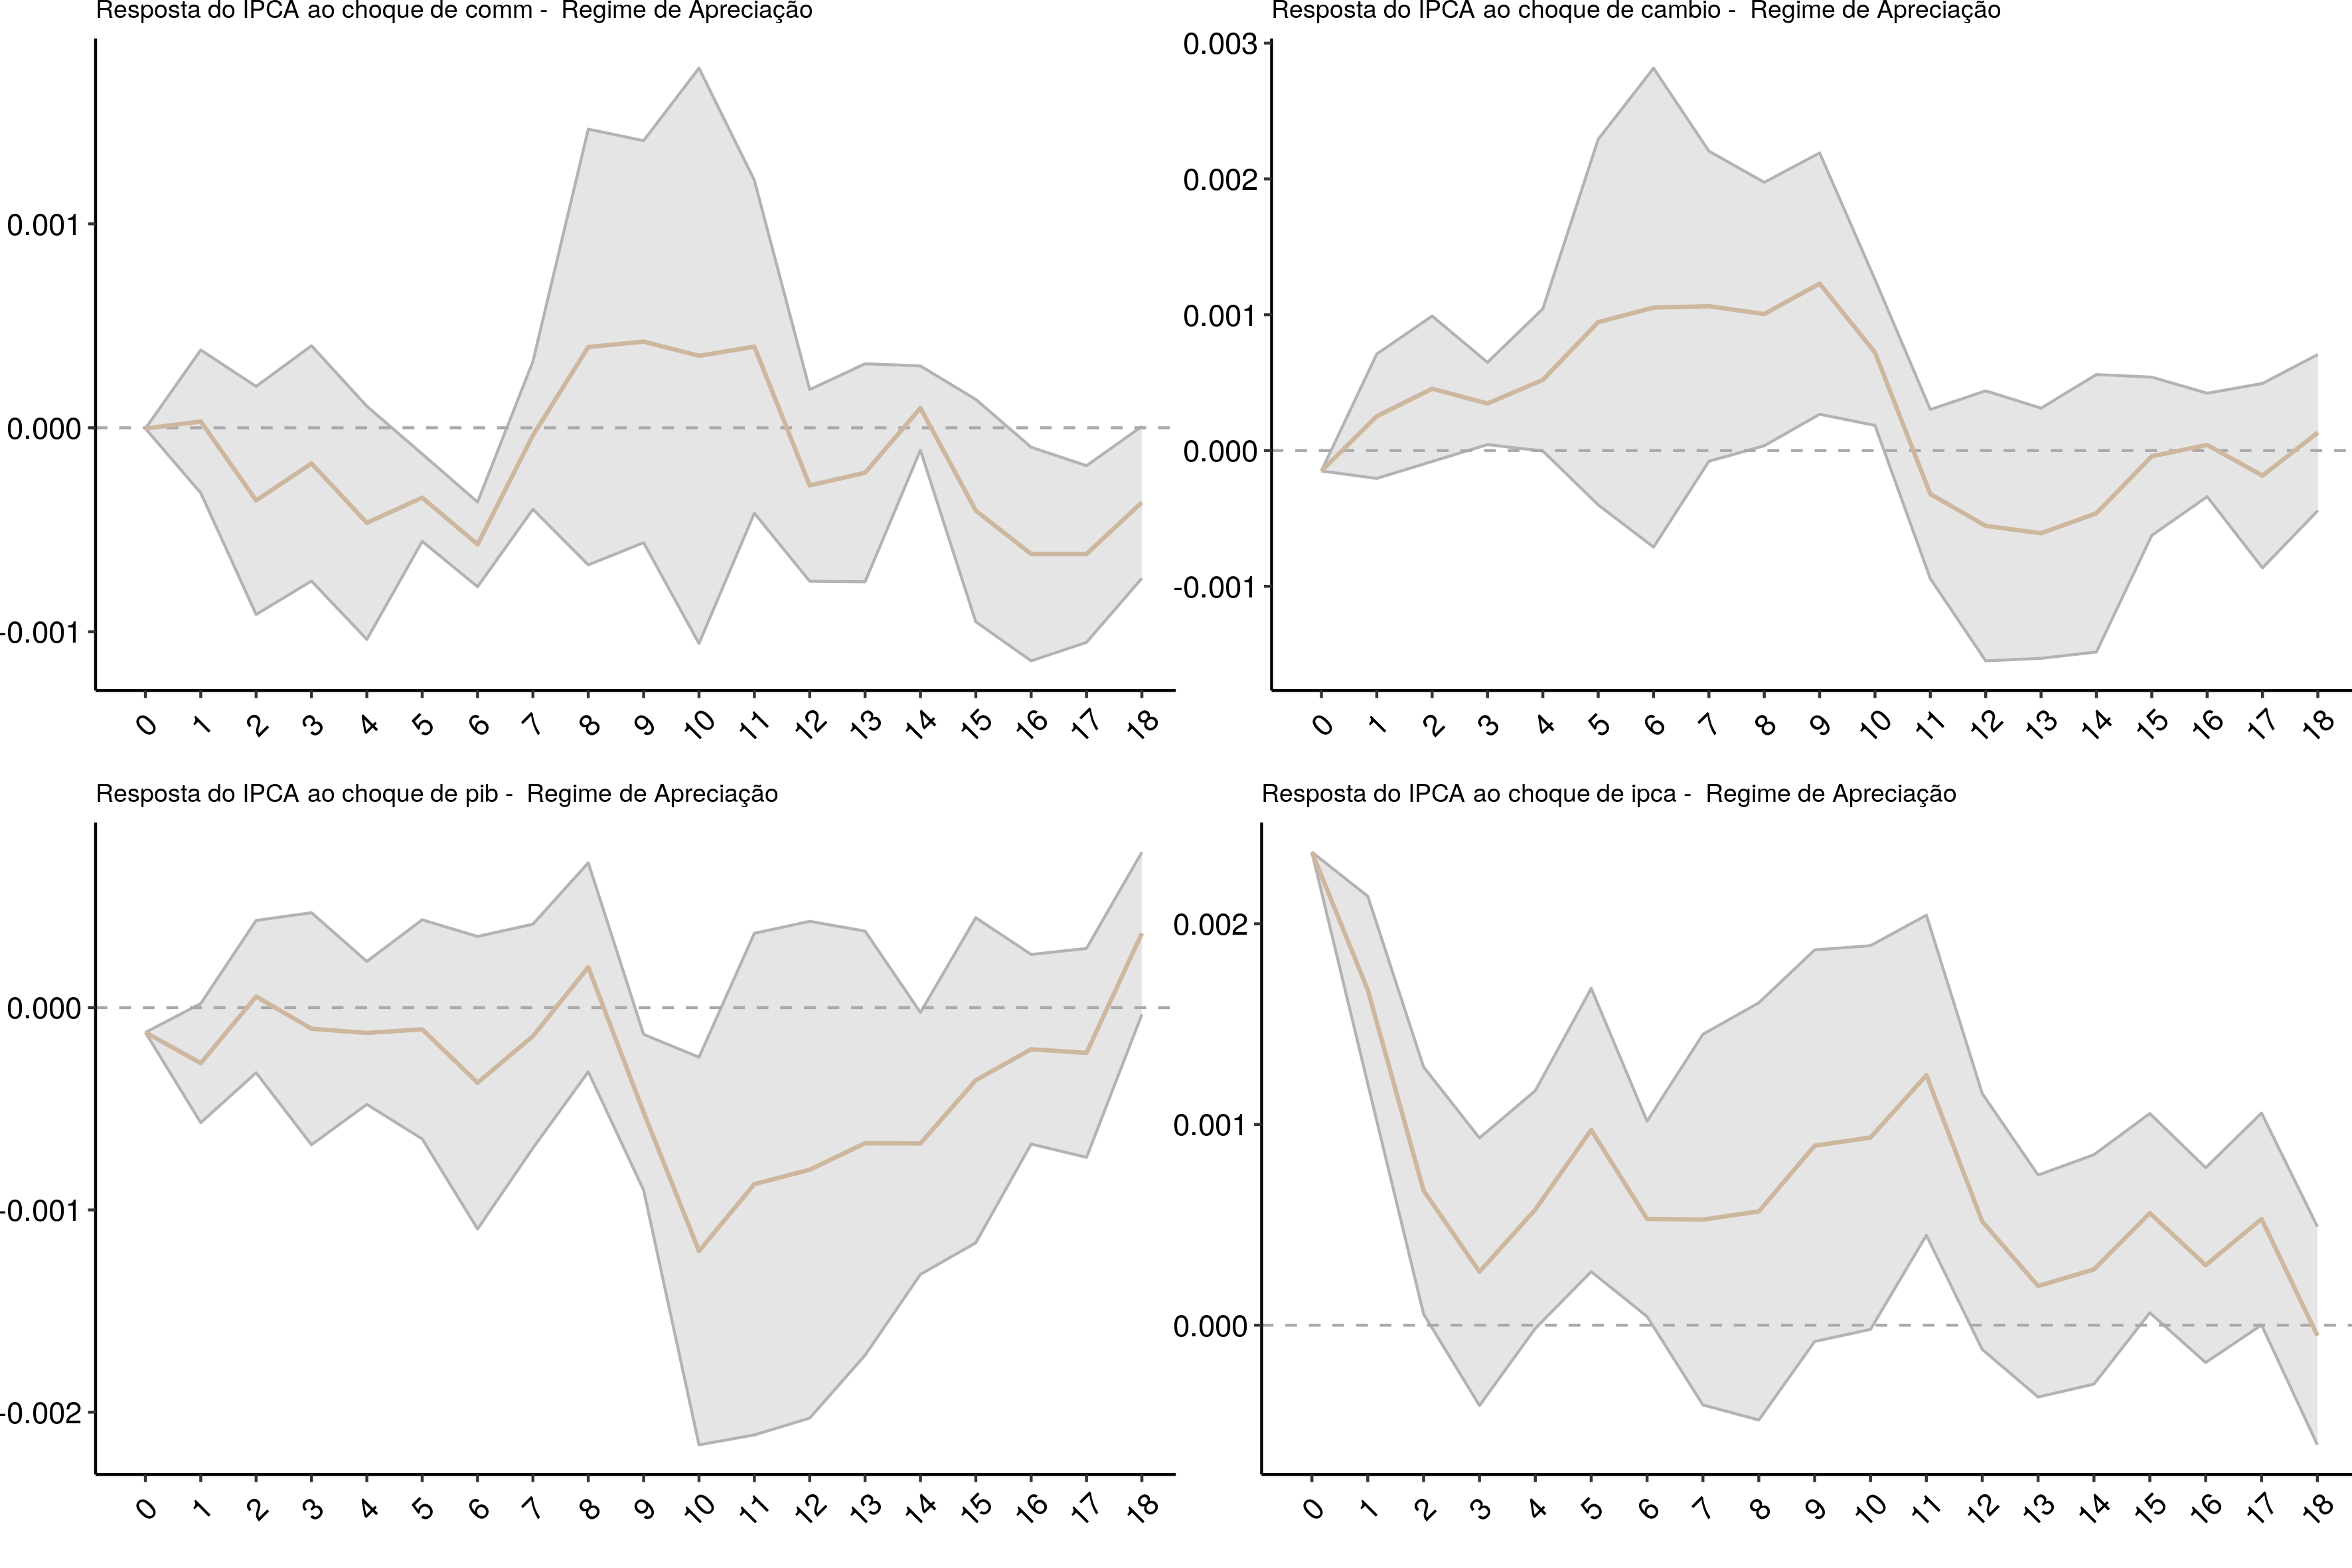 Resposta do IPCA ao choque de comm -  Regime de Apreciação
0.001
0.000
-0.001
0 1 2 3 4 5 6 7 8 9 10 11 12 13 14 15 16 17 18
Resposta do IPCA ao choque de cambio -  Regime de Apreciação
0.003
0.002
0.001
0.000
-0.001
0 1 2 3 4 5 6 7 8 9 10 11 12 13 14 15 16 17 18
Resposta do IPCA ao choque de pib -  Regime de Apreciação
0.000
-0.001
-0.002
0 1 2 3 4 5 6 7 8 9 10 11 12 13 14 15 16 17 18
Resposta do IPCA ao choque de ipca -  Regime de Apreciação
0.002
0.001
0.000
0 1 2 3 4 5 6 7 8 9 10 11 12 13 14 15 16 17 18